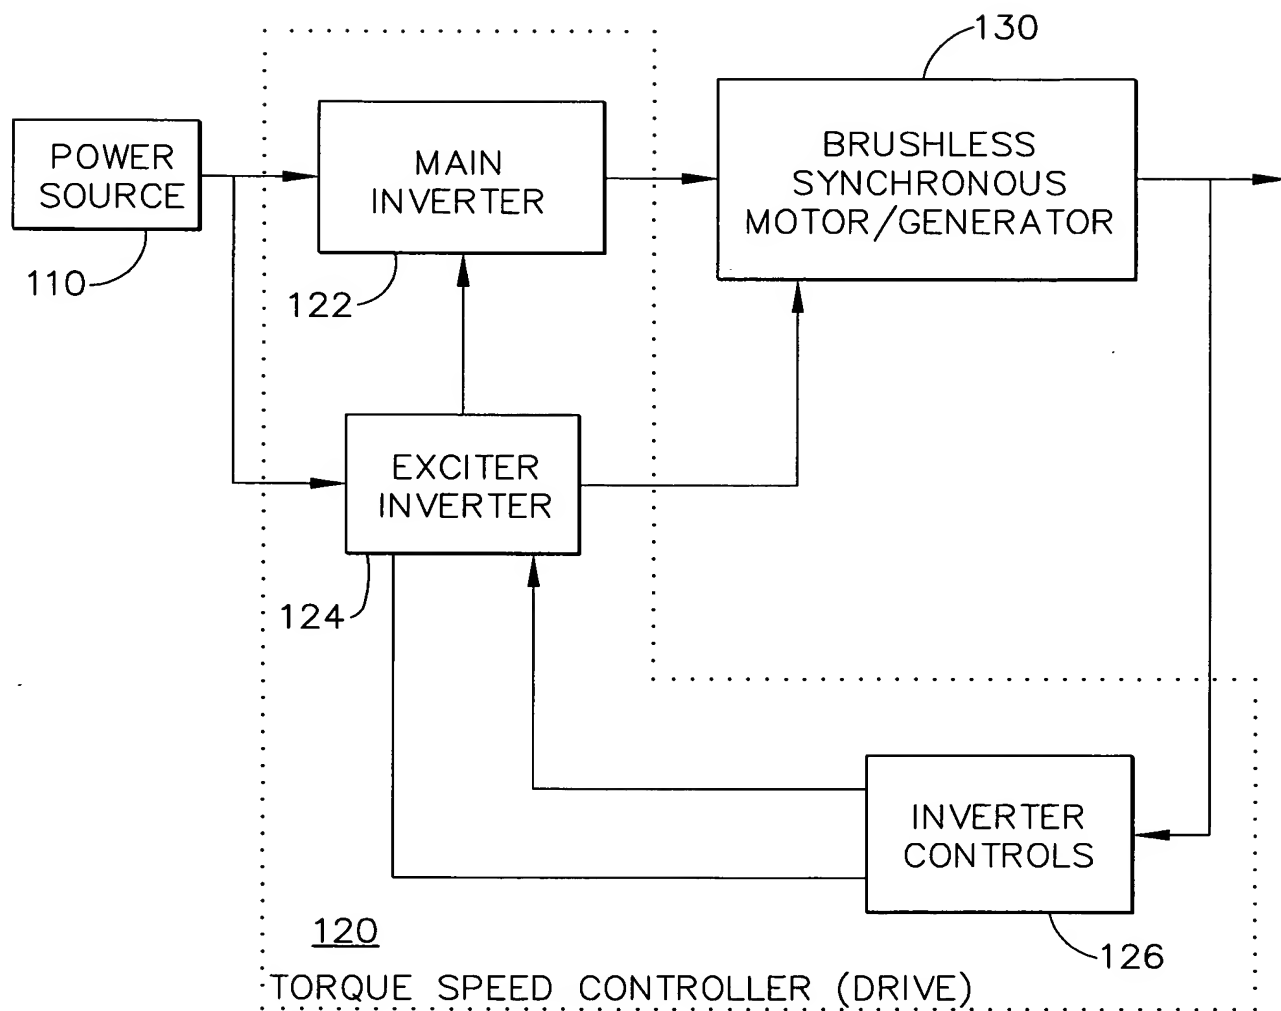 130
POWER
SOURCE
MAIN
INVERTER
BRUSHLESS
SYNCHRONOUS
MOTOR/GENERATOR
110
122
EXCITER
INVERTER
124
INVERTER
CONTROLS
120
126
TORQUE SPEED CONTROLLER (DRIVE)